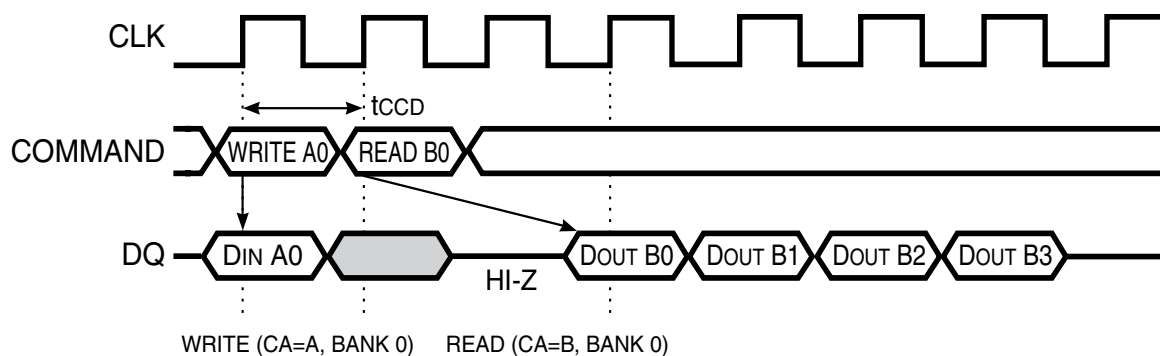 CLK
tCCD
COMMAND WRITE A0 READ B0
DQ DIN A0 DOUT B0 DOUT B1 DOUT B2 DOUT B3
HI-Z
WRITE (CA=A, BANK 0) READ (CA=B, BANK 0)